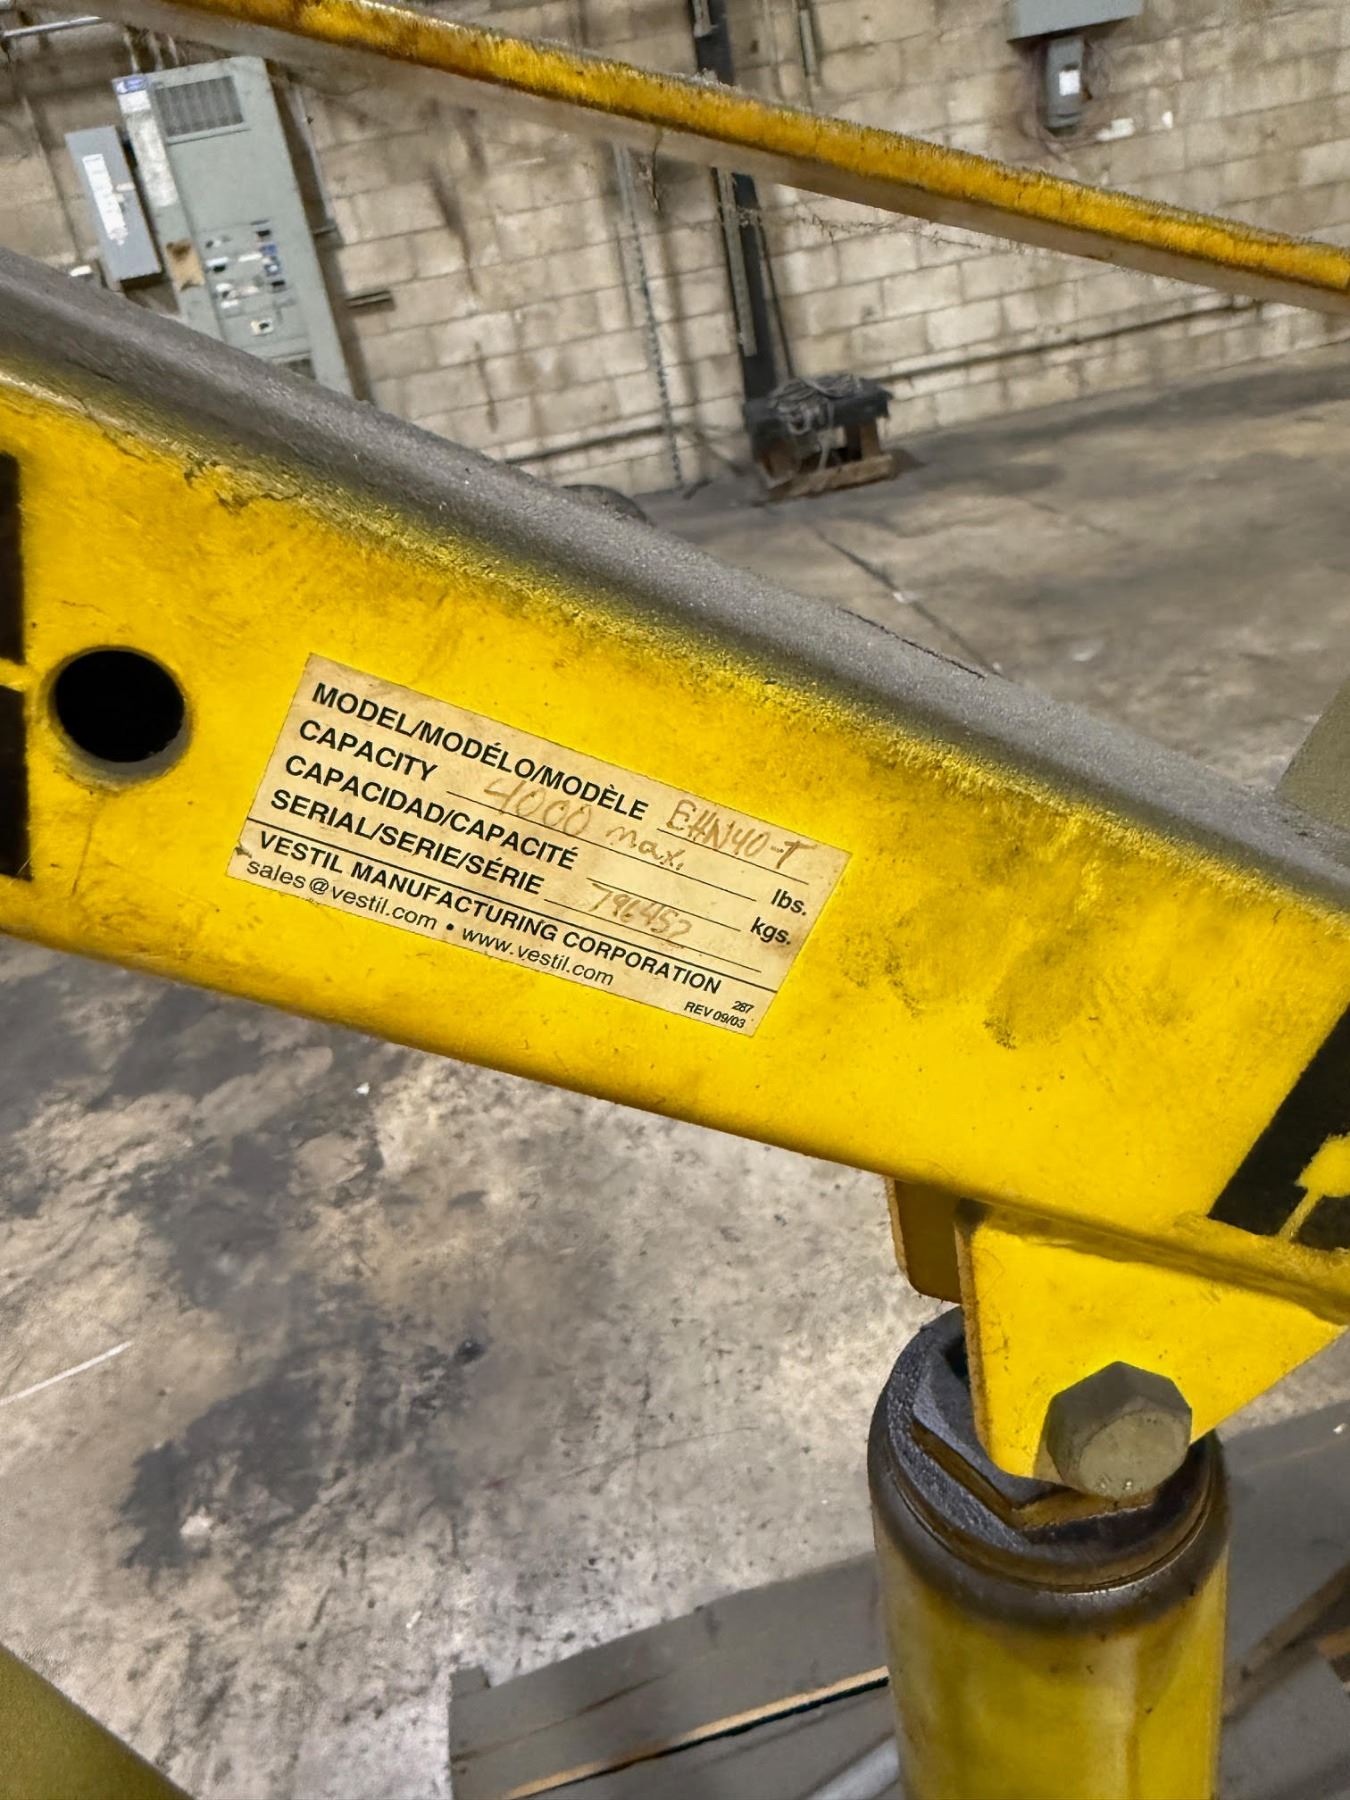 MODEL/MODÉLO/MODÈLE EHN40-T
CAPACITY 4000 max. lbs.
CAPACIDAD/CAPACITÉ kgs.
SERIAL/SERIE/SÉRIE 796457
VESTIL MANUFACTURING CORPORATION
sales@vestil.com • www.vestil.com
287
REV 09/03